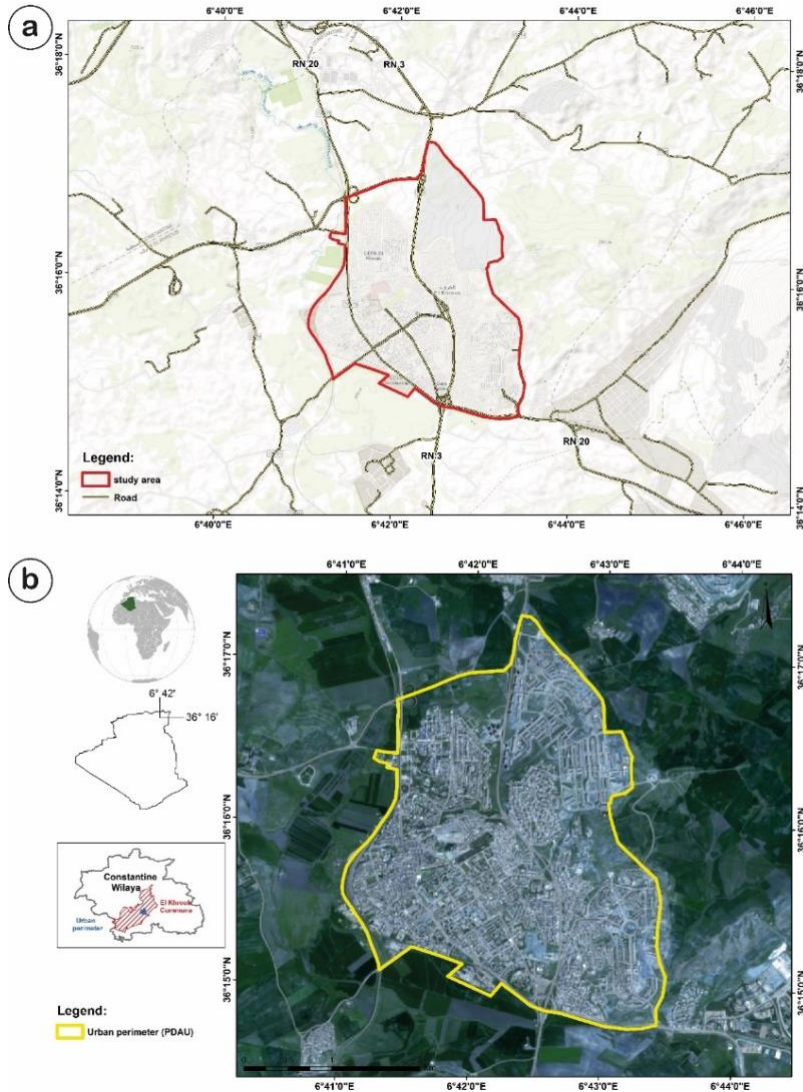 a
6°40'0"E 6°42'0"E 6°44'0"E 6°46'0"E
36°18'0"N
36°18'0"N
RN 20
RN 3
36°16'0"N
36°16'0"N
El Khroub
Legend:
study area
Road
RN 3
RN 20
36°14'0"N
36°14'0"N
6°40'0"E 6°42'0"E 6°44'0"E 6°46'0"E
b
6°41'0"E 6°42'0"E 6°43'0"E 6°44'0"E
36°17'0"N
36°17'0"N
6° 42'
36° 16'
36°16'0"N
36°16'0"N
Constantine
Wilaya
El Khroub
Commune
Urban
perimeter
36°15'0"N
36°15'0"N
Legend:
Urban perimeter (PDAU)
6°41'0"E 6°42'0"E 6°43'0"E 6°44'0"E